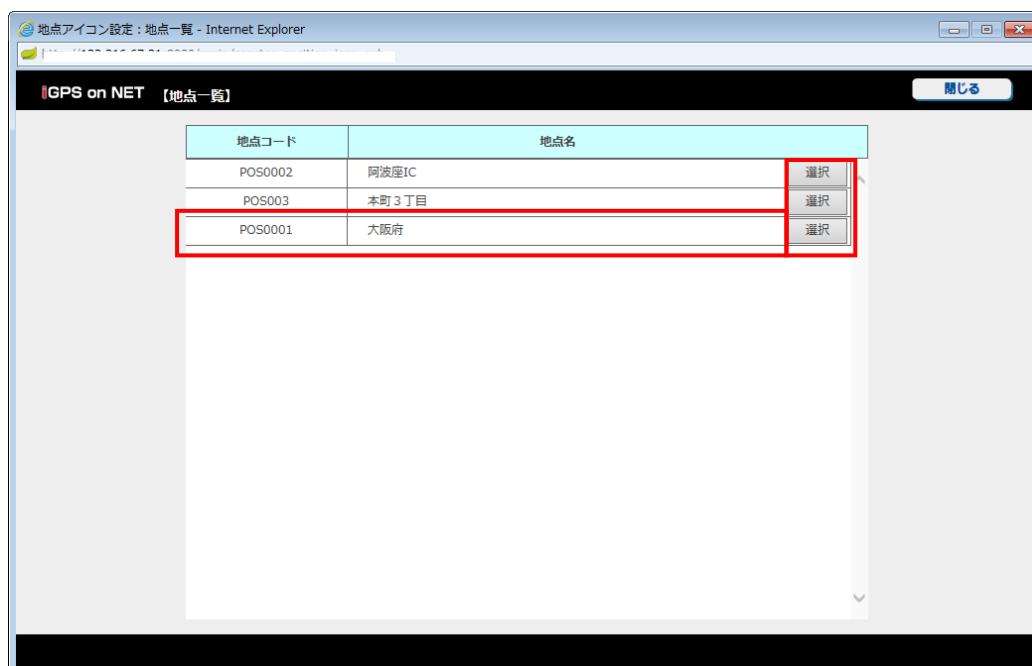 地点アイコン設定：地点一覧 - Internet Explorer
iGPS on NET 【地点一覧】 閉じる
地点コード 地点名
POS0002 阿波座IC 選択
POS003 本町３丁目 選択
POS0001 大阪府 選択